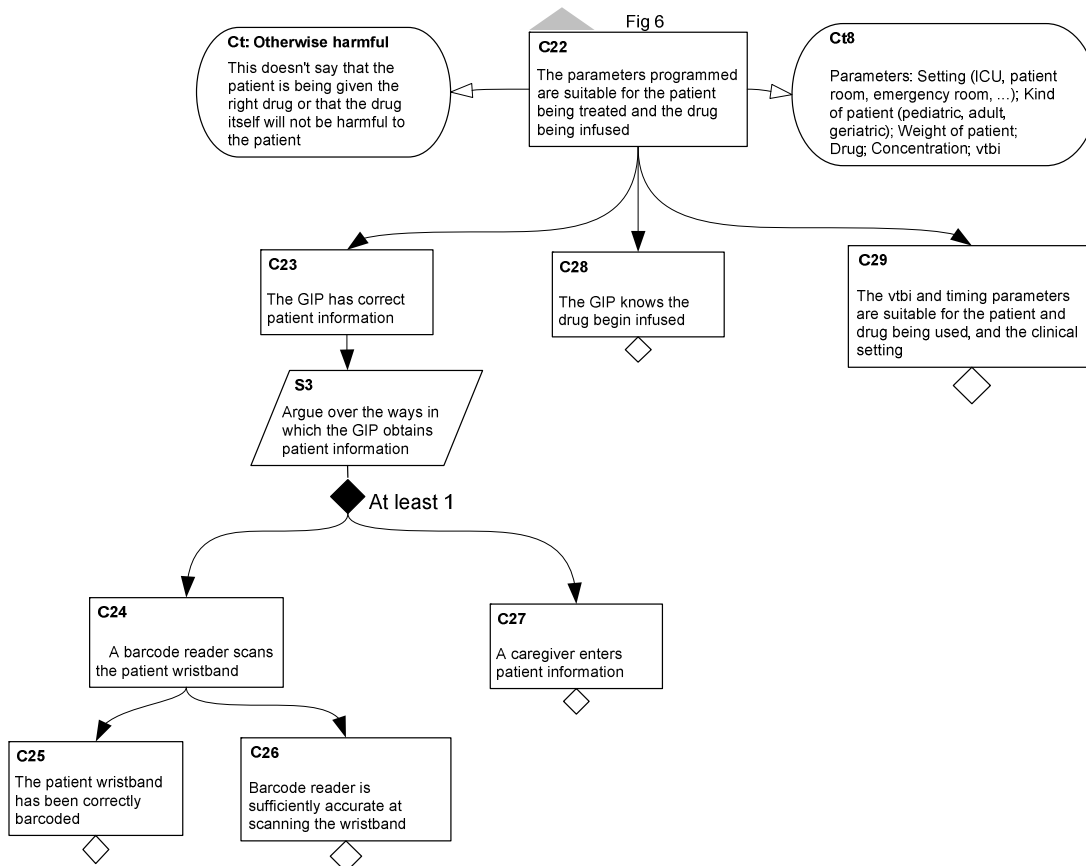 Fig 6
Ct: Otherwise harmful
This doesn't say that the
patient is being given the
right drug or that the drug
itself will not be harmful to
the patient
C22
The parameters programmed
are suitable for the patient
being treated and the drug
being infused
Ct8
Parameters: Setting (ICU, patient
room, emergency room, ...); Kind
of patient (pediatric, adult,
geriatric); Weight of patient;
Drug; Concentration; vtbi
C23
The GIP has correct
patient information
C28
The GIP knows the
drug begin infused
C29
The vtbi and timing parameters
are suitable for the patient and
drug being used, and the clinical
setting
S3
Argue over the ways in
which the GIP obtains
patient information
At least 1
C24
A barcode reader scans
the patient wristband
C27
A caregiver enters
patient information
C25
The patient wristband
has been correctly
barcoded
C26
Barcode reader is
sufficiently accurate at
scanning the wristband